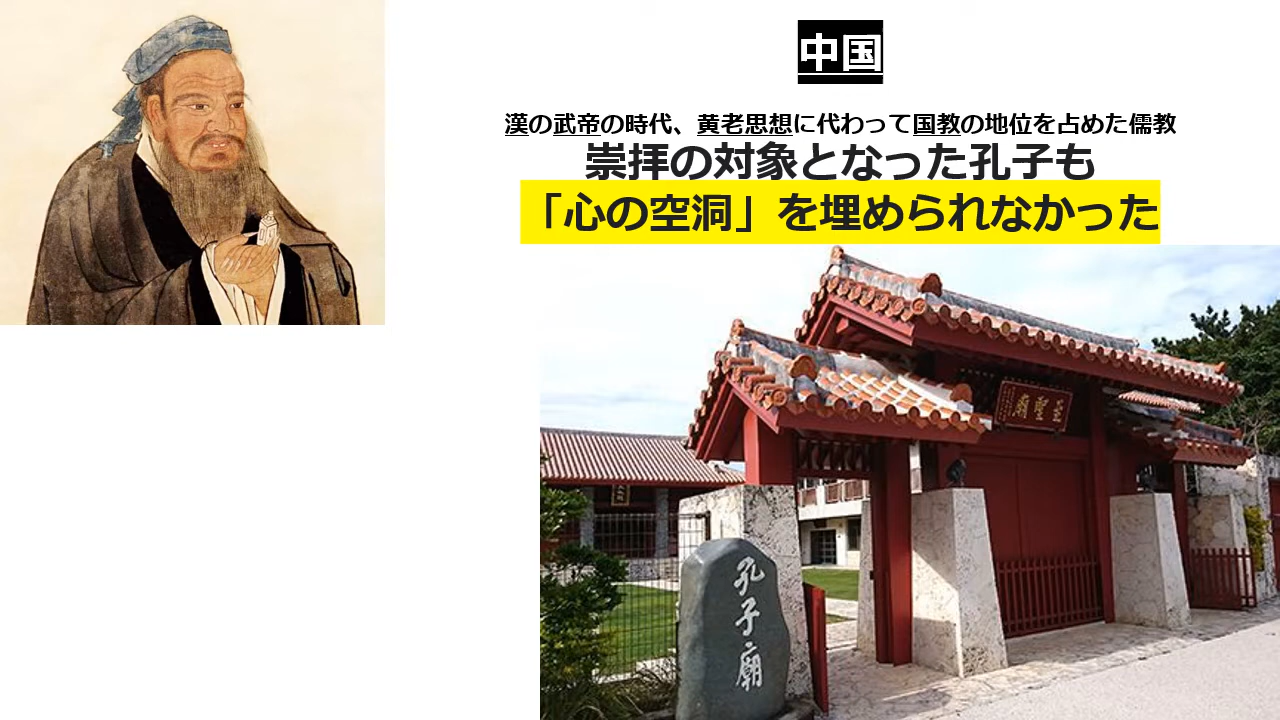 中国
漢の武帝の時代、黄老思想に代わって国教の地位を占めた儒教
崇拝の対象となった孔子も
「心の空洞」を埋められなかった
至聖廟
孔子廟